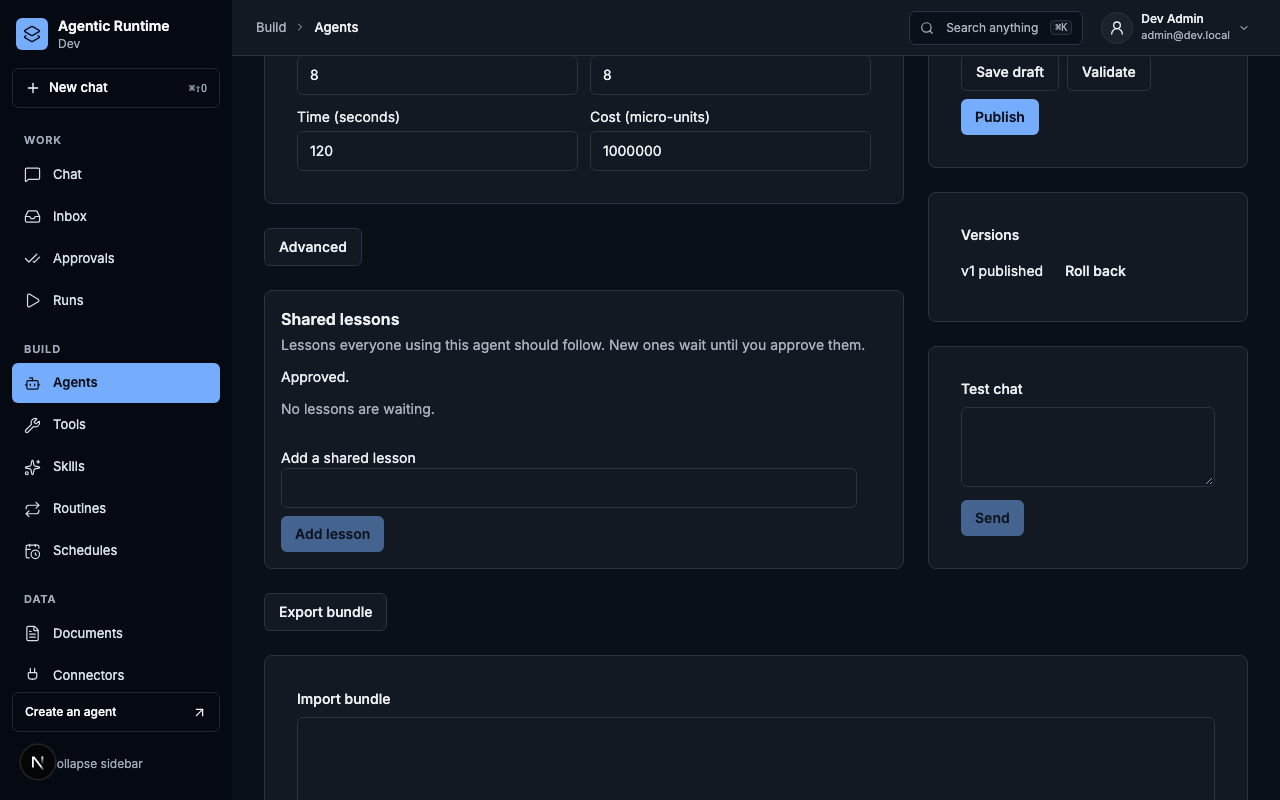 Agentic Runtime
Dev
New chat
⌘⇧O
WORK
Chat
Inbox
Approvals
Runs
BUILD
Agents
Tools
Skills
Routines
Schedules
DATA
Documents
Connectors
Create an agent
N
ollapse sidebar
Build
Agents
Search anything
⌘K
Dev Admin
admin@dev.local
8
8
Time (seconds)
Cost (micro-units)
120
1000000
Advanced
Shared lessons
Lessons everyone using this agent should follow. New ones wait until you approve them.
Approved.
No lessons are waiting.
Add a shared lesson
Add lesson
Export bundle
Import bundle
Save draft
Validate
Publish
Versions
v1 published
Roll back
Test chat
Send